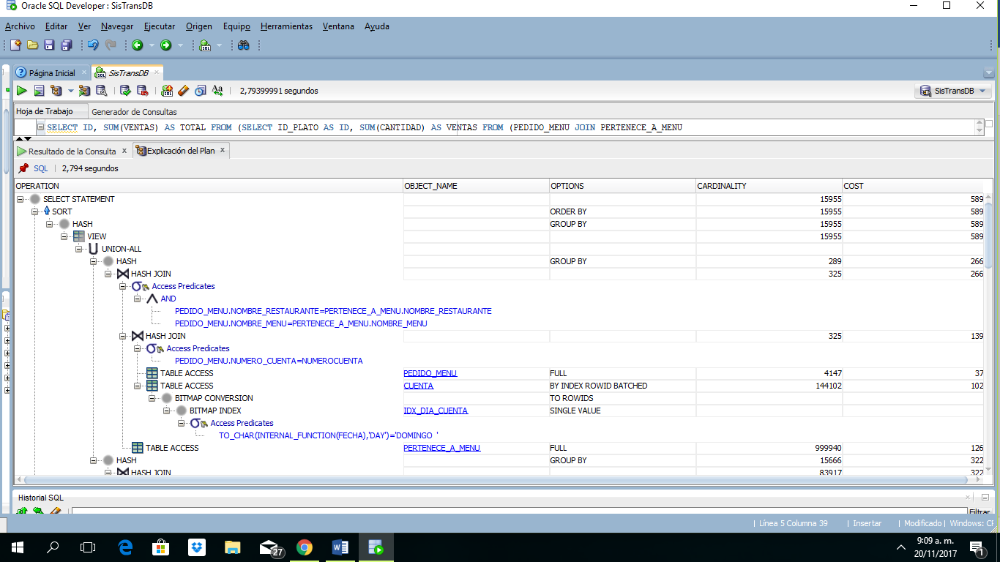 Oracle SQL Developer : SisTransDB
Archivo Editar Ver Navegar Ejecutar Origen Equipo Herramientas Ventana Ayuda
Página Inicial SisTransDB
2,79399991 segundos SisTransDB
Hoja de Trabajo Generador de Consultas
SELECT ID, SUM(VENTAS) AS TOTAL FROM (SELECT ID_PLATO AS ID, SUM(CANTIDAD) AS VENTAS FROM (PEDIDO_MENU JOIN PERTENECE_A_MENU
Resultado de la Consulta x Explicación del Plan x
SQL | 2,794 segundos
OPERATION OBJECT_NAME OPTIONS CARDINALITY COST
SELECT STATEMENT 15955 589
SORT ORDER BY 15955 589
HASH GROUP BY 15955 589
VIEW 15955 589
UNION-ALL
HASH GROUP BY 289 266
HASH JOIN 325 266
Access Predicates
AND
PEDIDO_MENU.NOMBRE_RESTAURANTE=PERTENECE_A_MENU.NOMBRE_RESTAURANTE
PEDIDO_MENU.NOMBRE_MENU=PERTENECE_A_MENU.NOMBRE_MENU
HASH JOIN 325 139
Access Predicates
PEDIDO_MENU.NUMERO_CUENTA=NUMEROCUENTA
TABLE ACCESS PEDIDO_MENU FULL 4147 37
TABLE ACCESS CUENTA BY INDEX ROWID BATCHED 144102 102
BITMAP CONVERSION TO ROWIDS
BITMAP INDEX IDX_DIA_CUENTA SINGLE VALUE
Access Predicates
TO_CHAR(INTERNAL_FUNCTION(FECHA),'DAY')='DOMINGO '
TABLE ACCESS PERTENECE_A_MENU FULL 999940 126
HASH GROUP BY 15666 322
HASH JOIN 83917 322
Historial SQL
Filtrar
| Línea 5 Columna 39 | Insertar | Modificado | Windows: CR
27
9:09 a. m.
20/11/2017
1